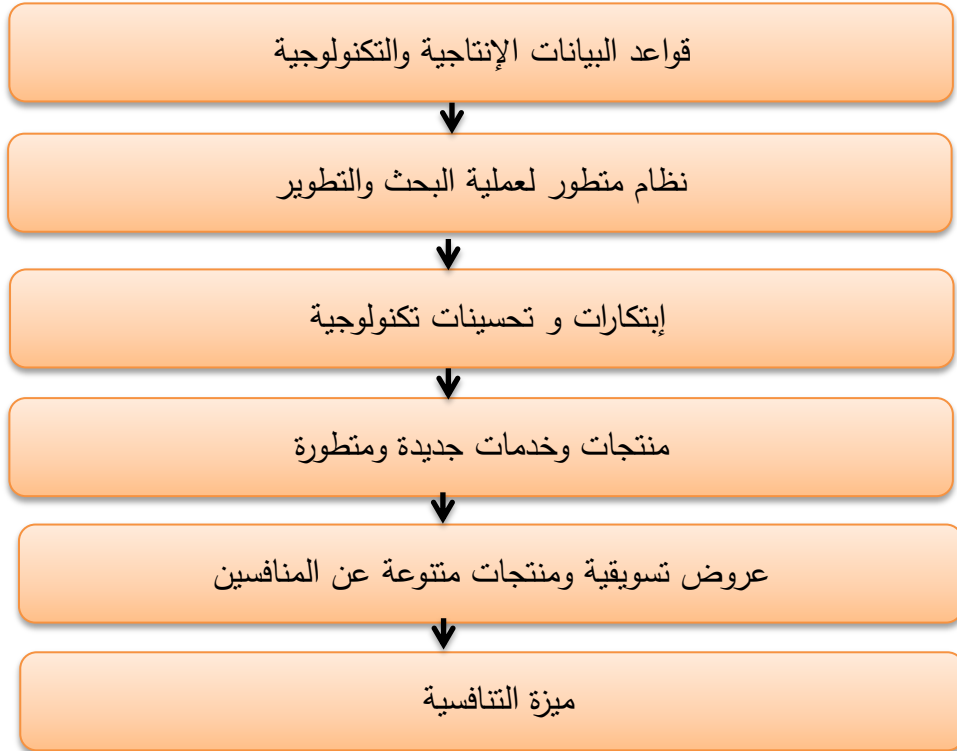 قواعد البيانات الإنتاجية والتكنولوجية
نظام متطور لعملية البحث والتطوير
إبتكارات و تحسينات تكنولوجية
منتجات وخدمات جديدة ومتطورة
عروض تسويقية ومنتجات متنوعة عن المنافسين
ميزة التنافسية